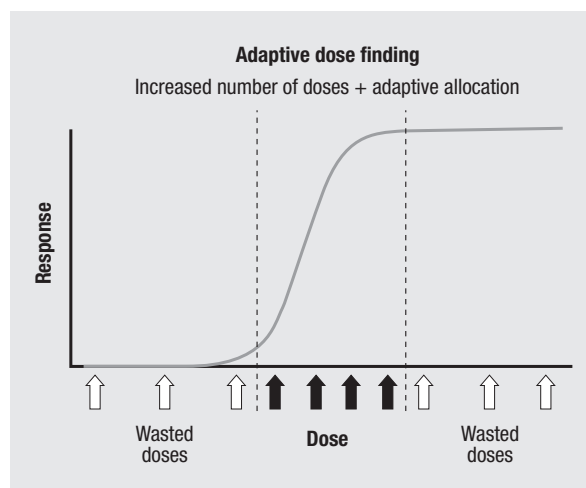 Adaptive dose finding
Increased number of doses + adaptive allocation
Response
Wasted
doses
Dose
Wasted
doses